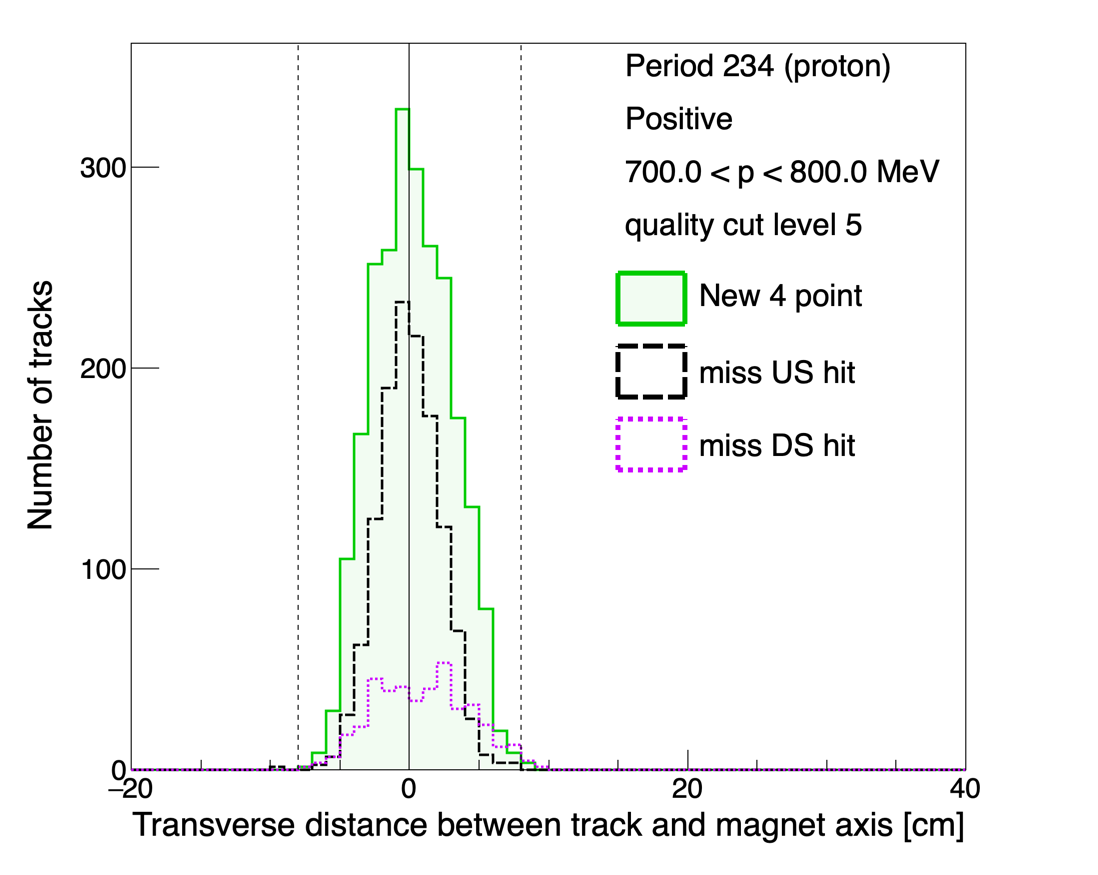 Period 234 (proton)
Positive
700.0 < p < 800.0 MeV
quality cut level 5
New 4 point
miss US hit
miss DS hit
Number of tracks
300
200
100
0
−20
0
20
40
Transverse distance between track and magnet axis [cm]